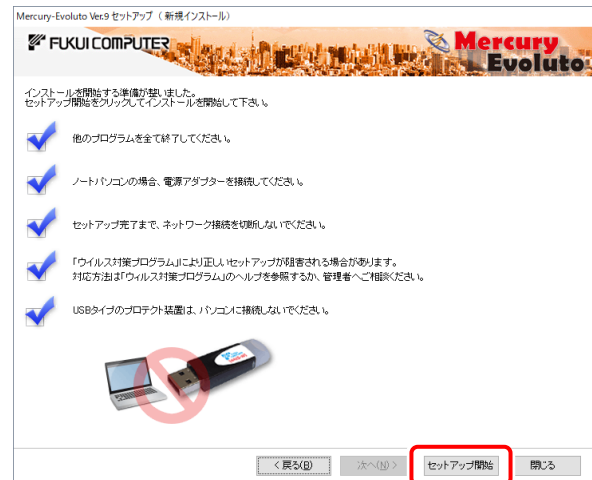 Mercury-Evoluto Ver.9 セットアップ（ 新規インストール）
FUKUI COMPUTER
Mercury
Evoluto
インストールを開始する準備が整いました。
セットアップ開始をクリックしてインストールを開始して下さい。
他のプログラムを全て終了してください。
ノートパソコンの場合、電源アダプターを接続してください。
セットアップ完了まで、ネットワーク接続を切断しないでください。
「ウイルス対策プログラム」により正しいセットアップが阻害される場合があります。
対応方法は「ウィルス対策プログラム」のヘルプを参照するか、管理者へご相談ください。
USBタイプのプロテクト装置は、パソコンに接続しないでください。
< 戻る(B)
次へ(N) >
セットアップ開始
閉じる